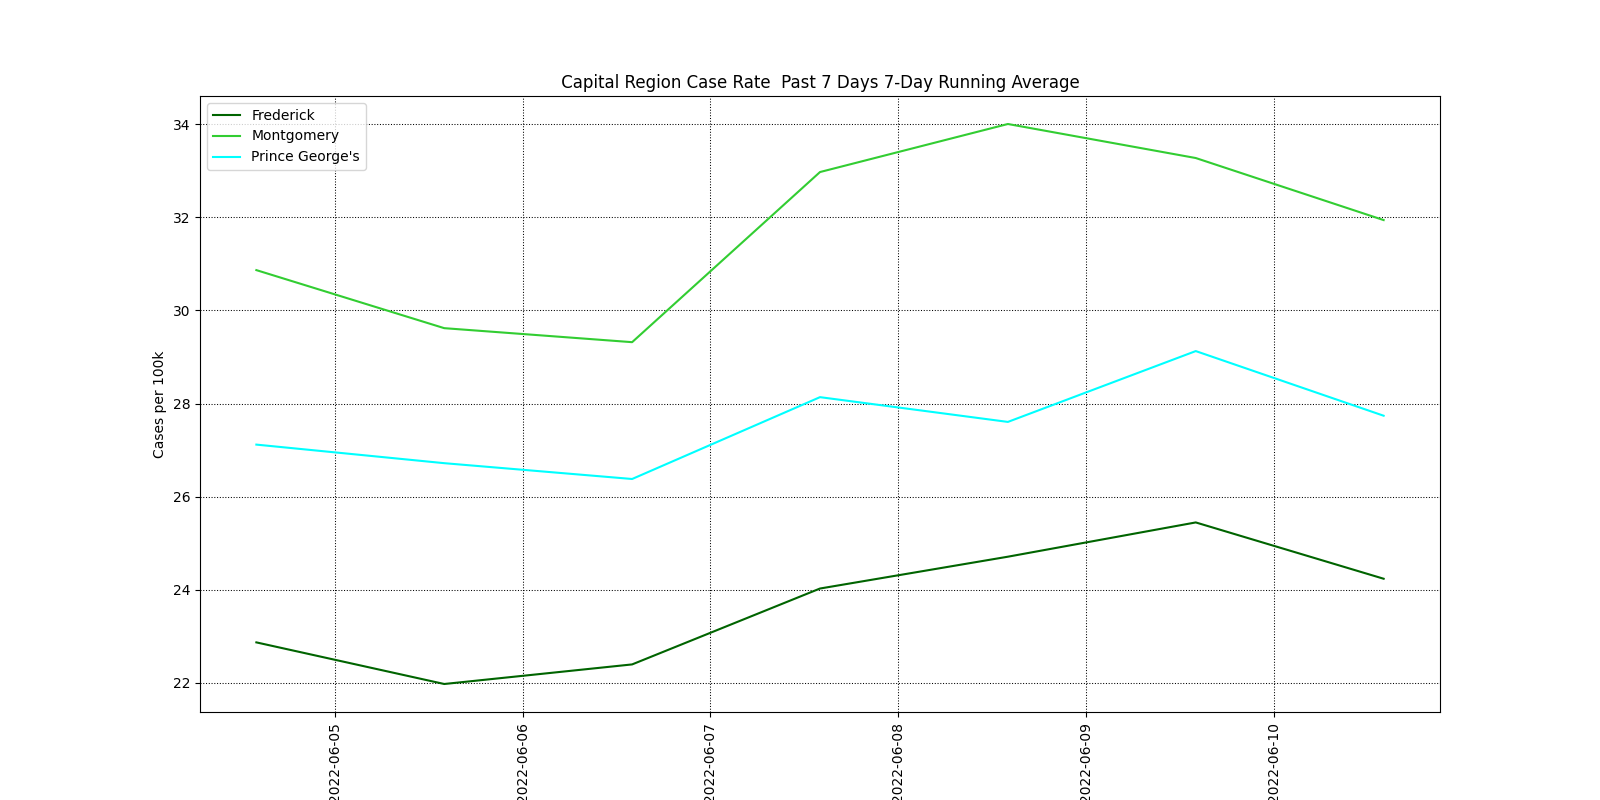 Capital Region Case Rate  Past 7 Days 7-Day Running Average
Frederick
Montgomery
Prince George's
Cases per 100k
34
32
30
28
26
24
22
2022-06-05
2022-06-06
2022-06-07
2022-06-08
2022-06-09
2022-06-10